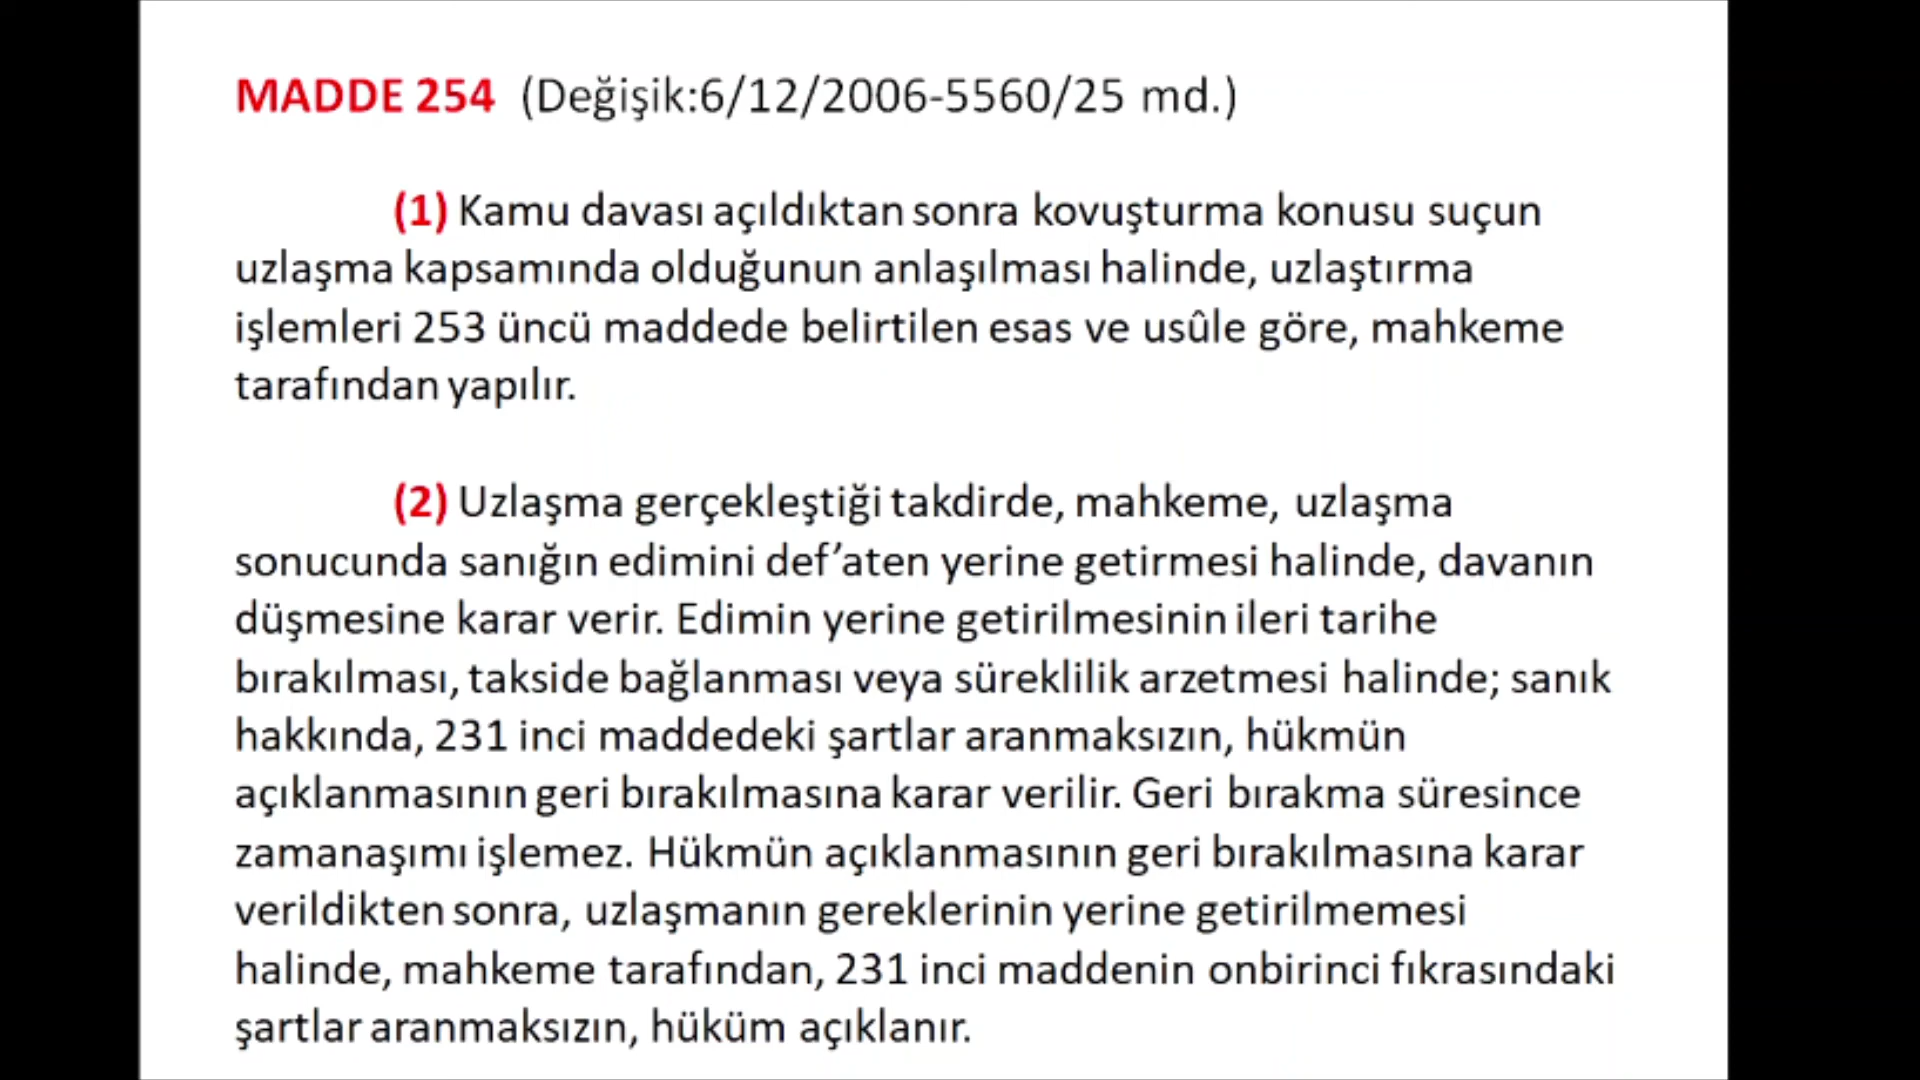 MADDE 254 (Değişik:6/12/2006-5560/25 md.)
(1) Kamu davası açıldıktan sonra kovuşturma konusu suçun
uzlaşma kapsamında olduğunun anlaşılması halinde, uzlaştırma
işlemleri 253 üncü maddede belirtilen esas ve usûle göre, mahkeme
tarafından yapılır.
(2) Uzlaşma gerçekleştiği takdirde, mahkeme, uzlaşma
sonucunda sanığın edimini def’aten yerine getirmesi halinde, davanın
düşmesine karar verir. Edimin yerine getirilmesinin ileri tarihe
bırakılması, takside bağlanması veya süreklilik arzetmesi halinde; sanık
hakkında, 231 inci maddedeki şartlar aranmaksızın, hükmün
açıklanmasının geri bırakılmasına karar verilir. Geri bırakma süresince
zamanaşımı işlemez. Hükmün açıklanmasının geri bırakılmasına karar
verildikten sonra, uzlaşmanın gereklerinin yerine getirilmemesi
halinde, mahkeme tarafından, 231 inci maddenin onbirinci fıkrasındaki
şartlar aranmaksızın, hüküm açıklanır.